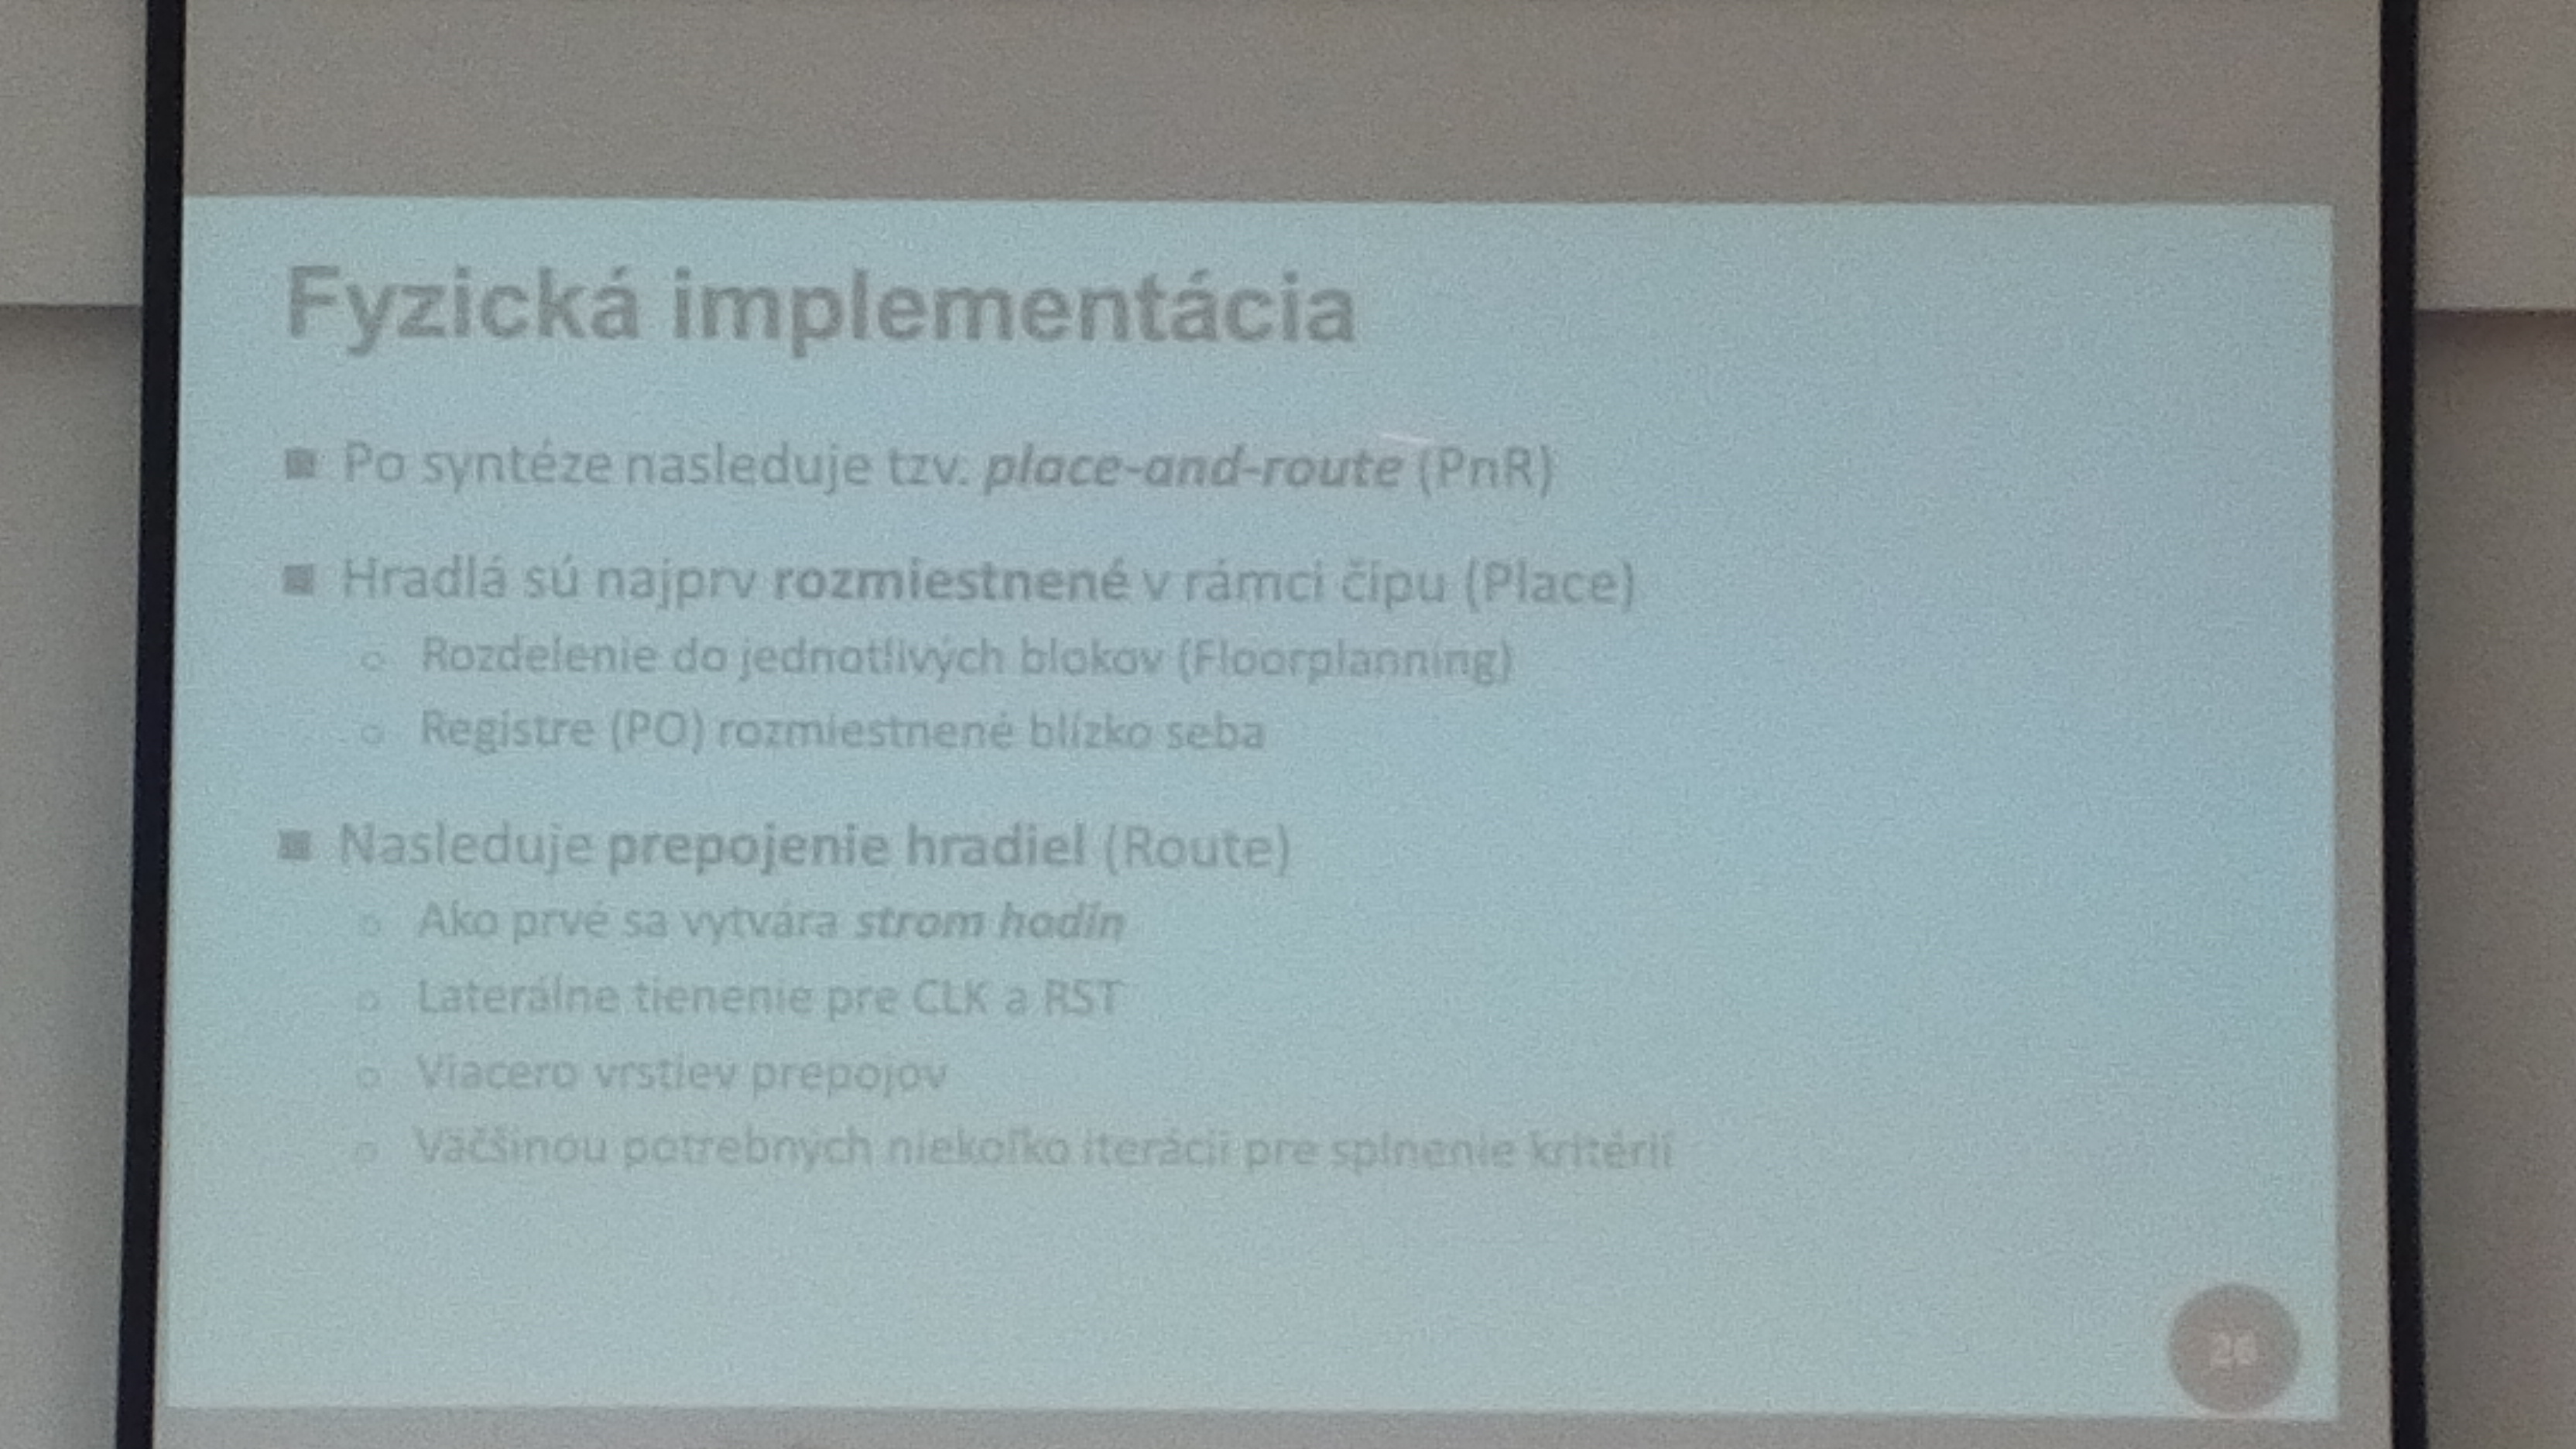 Fyzická implementácia
Po syntéze nasleduje tzv. place-and-route (PnR)
Hradlá sú najprv rozmiestnené v rámci čipu (Place)
Rozdelenie do jednotlivých blokov (Floorplanning)
Registre (PO) rozmiestnené blízko seba
Nasleduje prepojenie hradiel (Route)
Ako prvé sa vytvára strom hodín
Laterálne tienenie pre CLK a RST
Viacero vrstiev prepojov
Väčšinou potrebných niekoľko iterácií pre splnenie kritérií